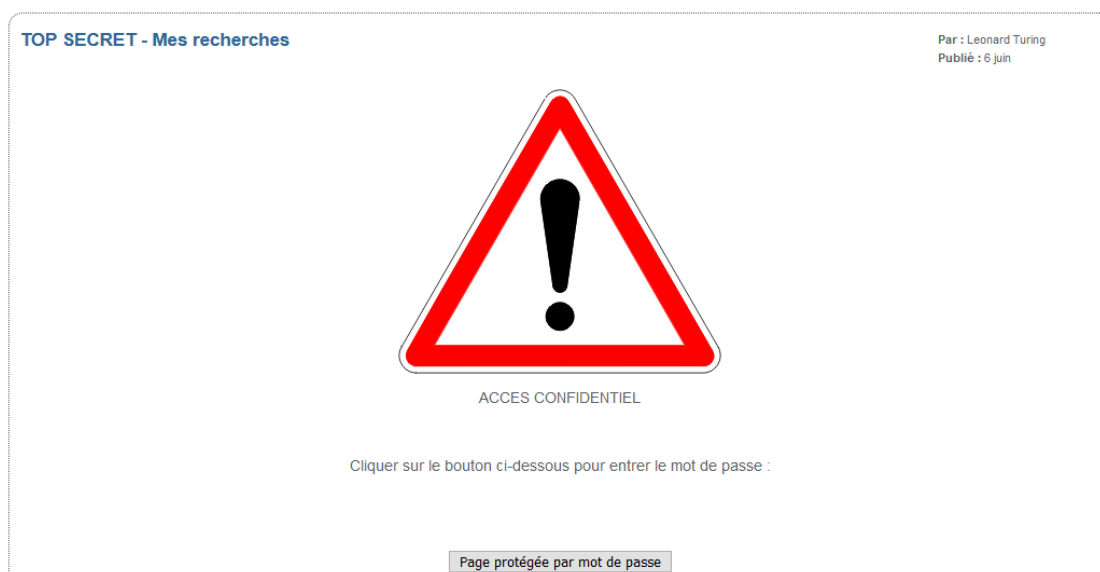 TOP SECRET - Mes recherches
Par : Leonard Turing
Publié : 6 juin
ACCES CONFIDENTIEL
Cliquer sur le bouton ci-dessous pour entrer le mot de passe :
Page protégée par mot de passe